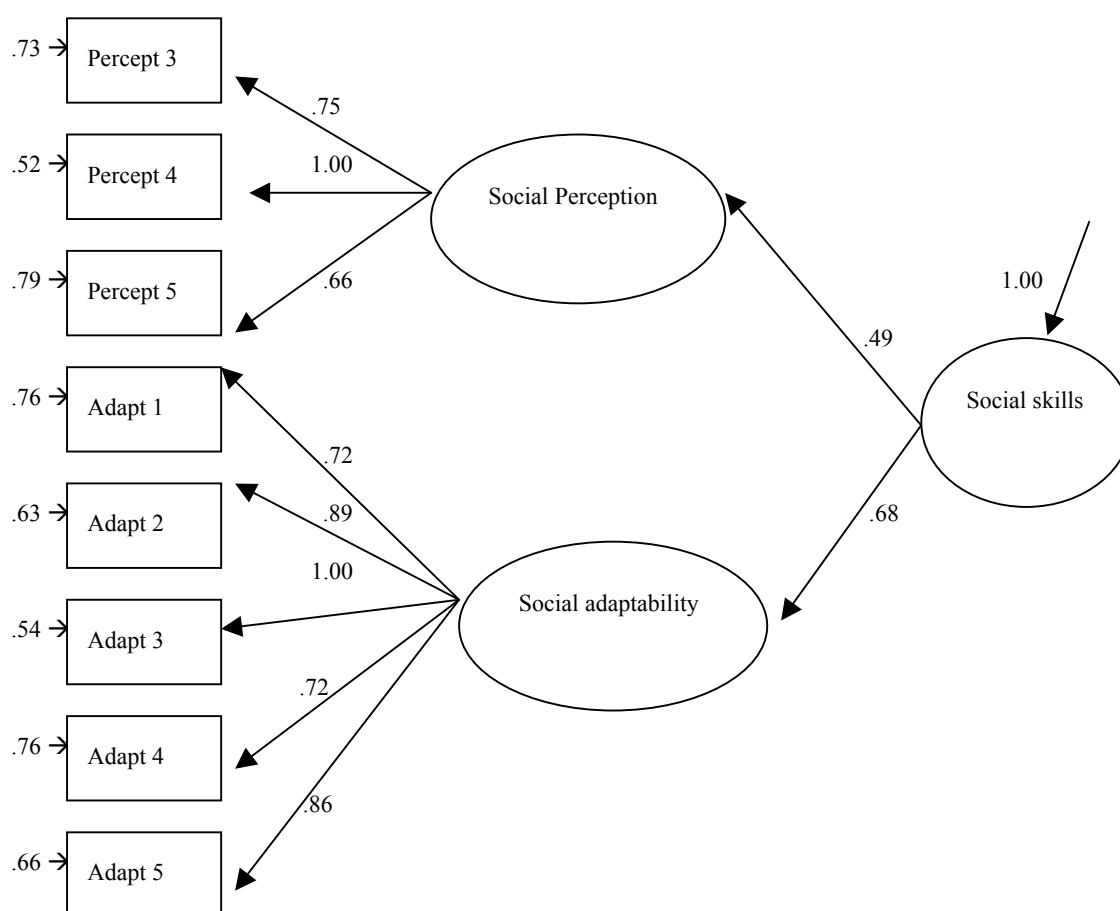 .73 → Percept 3
.75
.52 → Percept 4
1.00
Social Perception
.79 → Percept 5
.66
1.00
.49
.76 → Adapt 1
Social skills
.72
.63 → Adapt 2
.89
.68
1.00
Social adaptability
.54 → Adapt 3
.72
.76 → Adapt 4
.86
.66 → Adapt 5